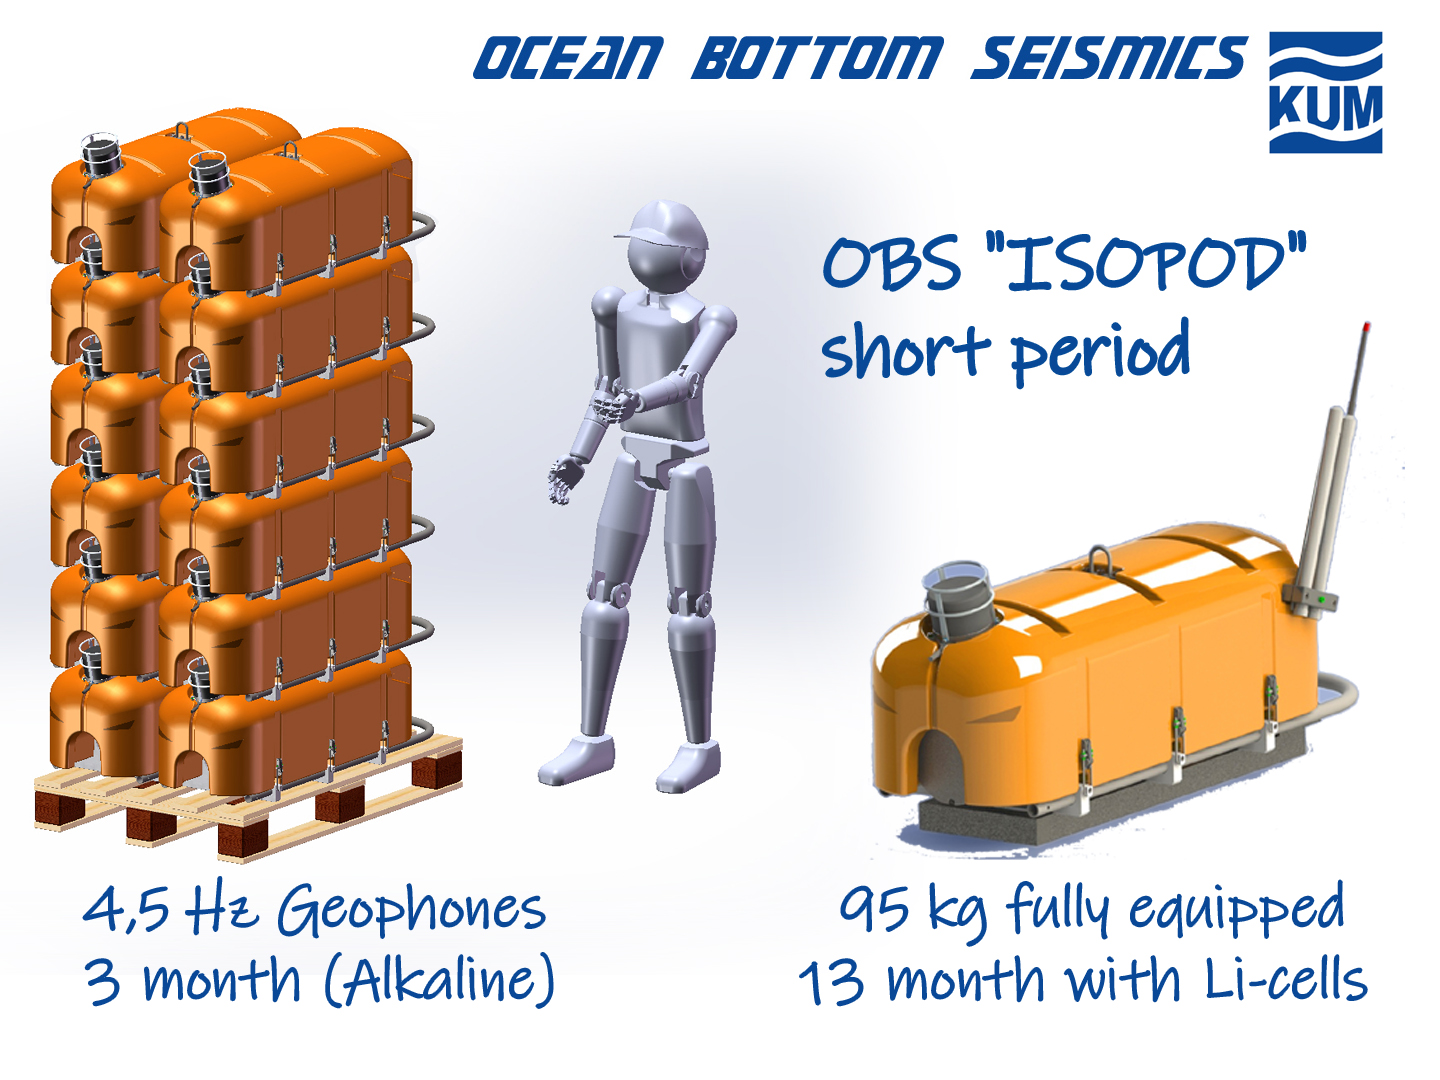 OCEAN BOTTOM SEISMICS
KUM
OBS "ISOPOD"
short period
4,5 Hz Geophones
3 month (Alkaline)
95 kg fully equipped
13 month with Li-cells